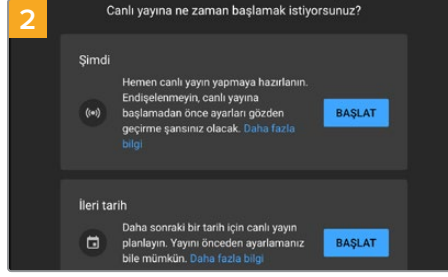 2
Canlı yayına ne zaman başlamak istiyorsunuz?
Şimdi
Hemen canlı yayın yapmaya hazırlanın.
Endişelenmeyin, canlı yayına
başlamadan önce ayarları gözden
geçirme şansınız olacak. Daha fazla
bilgi
BAŞLAT
İleri tarih
Daha sonraki bir tarih için canlı yayın
planlayın. Yayını önceden ayarlamanız
bile mümkün. Daha fazla bilgi
BAŞLAT